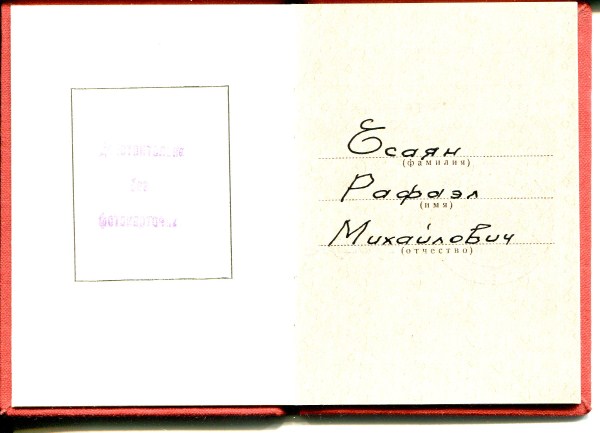 Есаян
(фамилия)
Рафаэл
(имя)
Михайлович
(отчество)